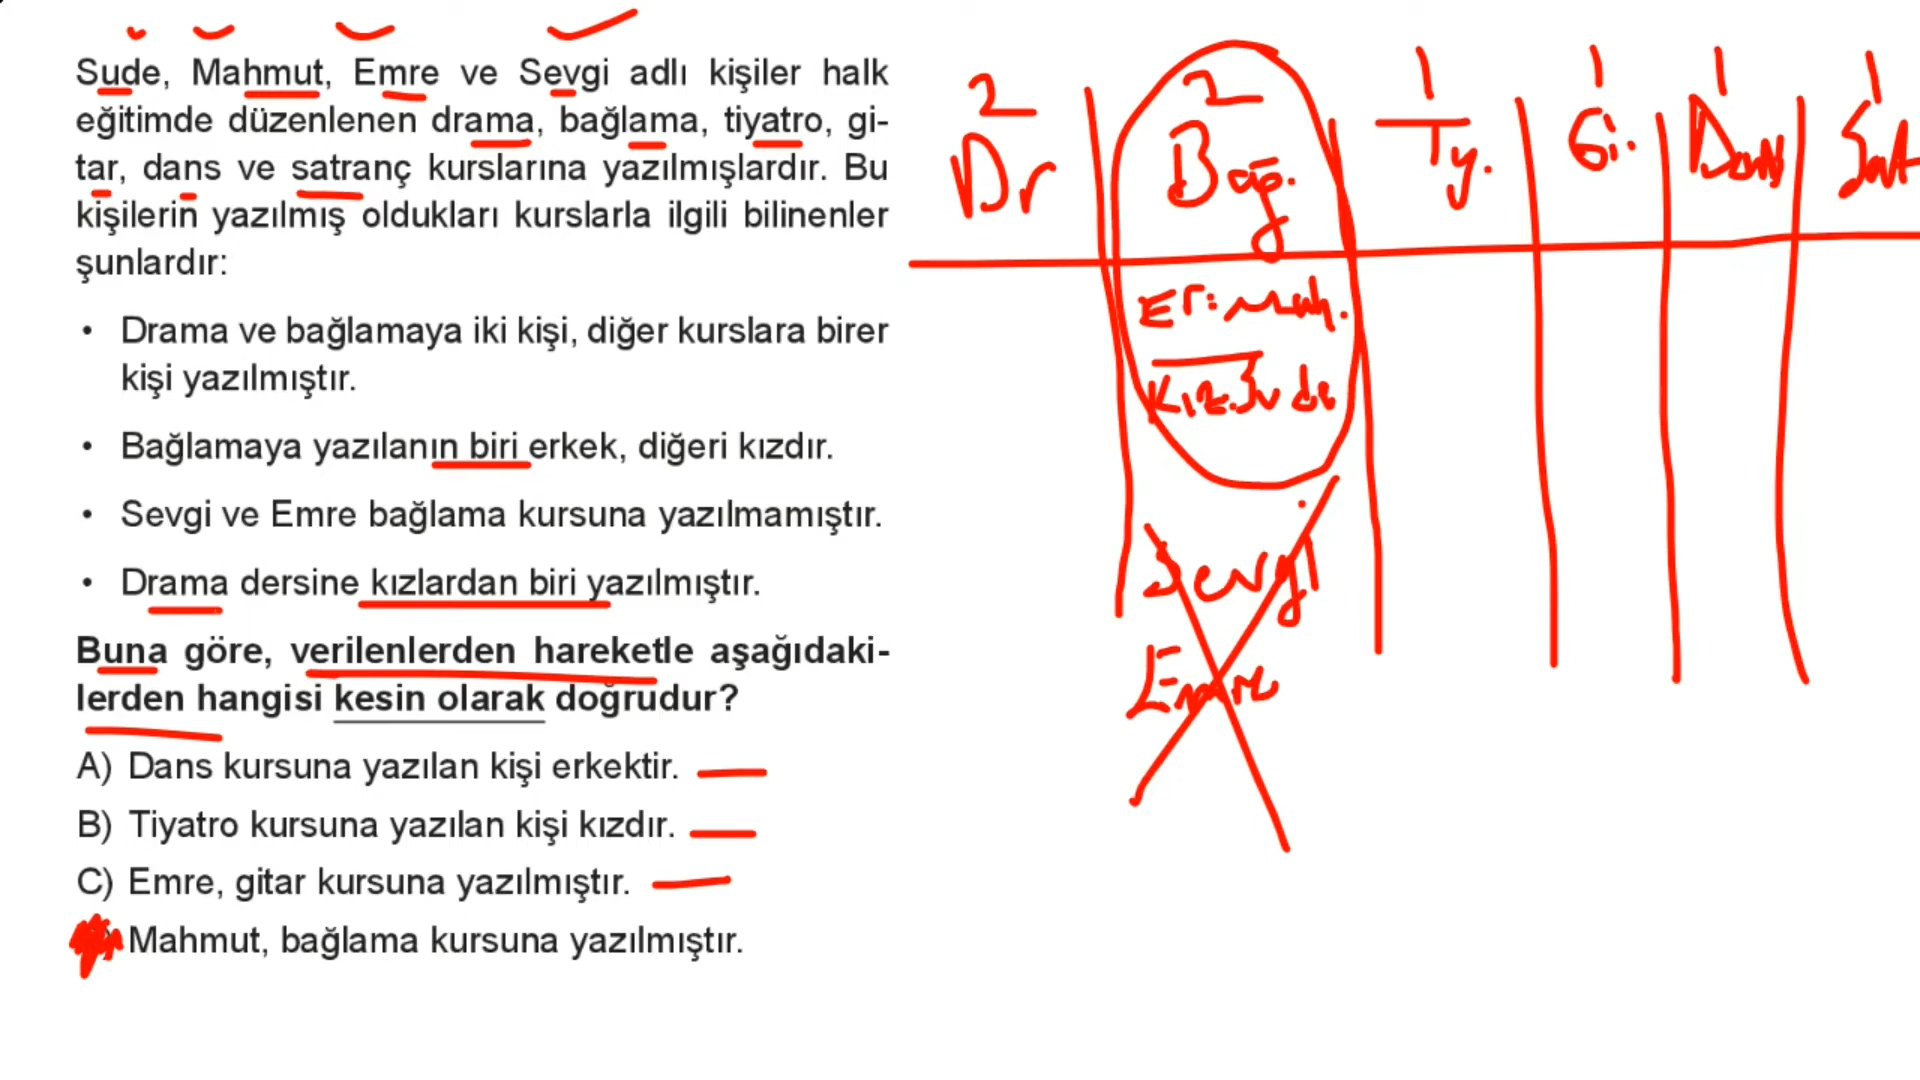 Sude, Mahmut, Emre ve Sevgi adlı kişiler halk
eğitimde düzenlenen drama, bağlama, tiyatro, gi-
tar, dans ve satranç kurslarına yazılmışlardır. Bu
kişilerin yazılmış oldukları kurslarla ilgili bilinenler
şunlardır:
• Drama ve bağlamaya iki kişi, diğer kurslara birer
kişi yazılmıştır.
• Bağlamaya yazılanın biri erkek, diğeri kızdır.
• Sevgi ve Emre bağlama kursuna yazılmamıştır.
• Drama dersine kızlardan biri yazılmıştır.
Buna göre, verilenlerden hareketle aşağıdaki-
lerden hangisi kesin olarak doğrudur?
A) Dans kursuna yazılan kişi erkektir.
B) Tiyatro kursuna yazılan kişi kızdır.
C) Emre, gitar kursuna yazılmıştır.
Mahmut, bağlama kursuna yazılmıştır.
2 2 1 1 1 1
Dr Bağ. Ty. Gi. Dans Sat
Er: Mah.
Kız: Sude
Sevgi
Emre